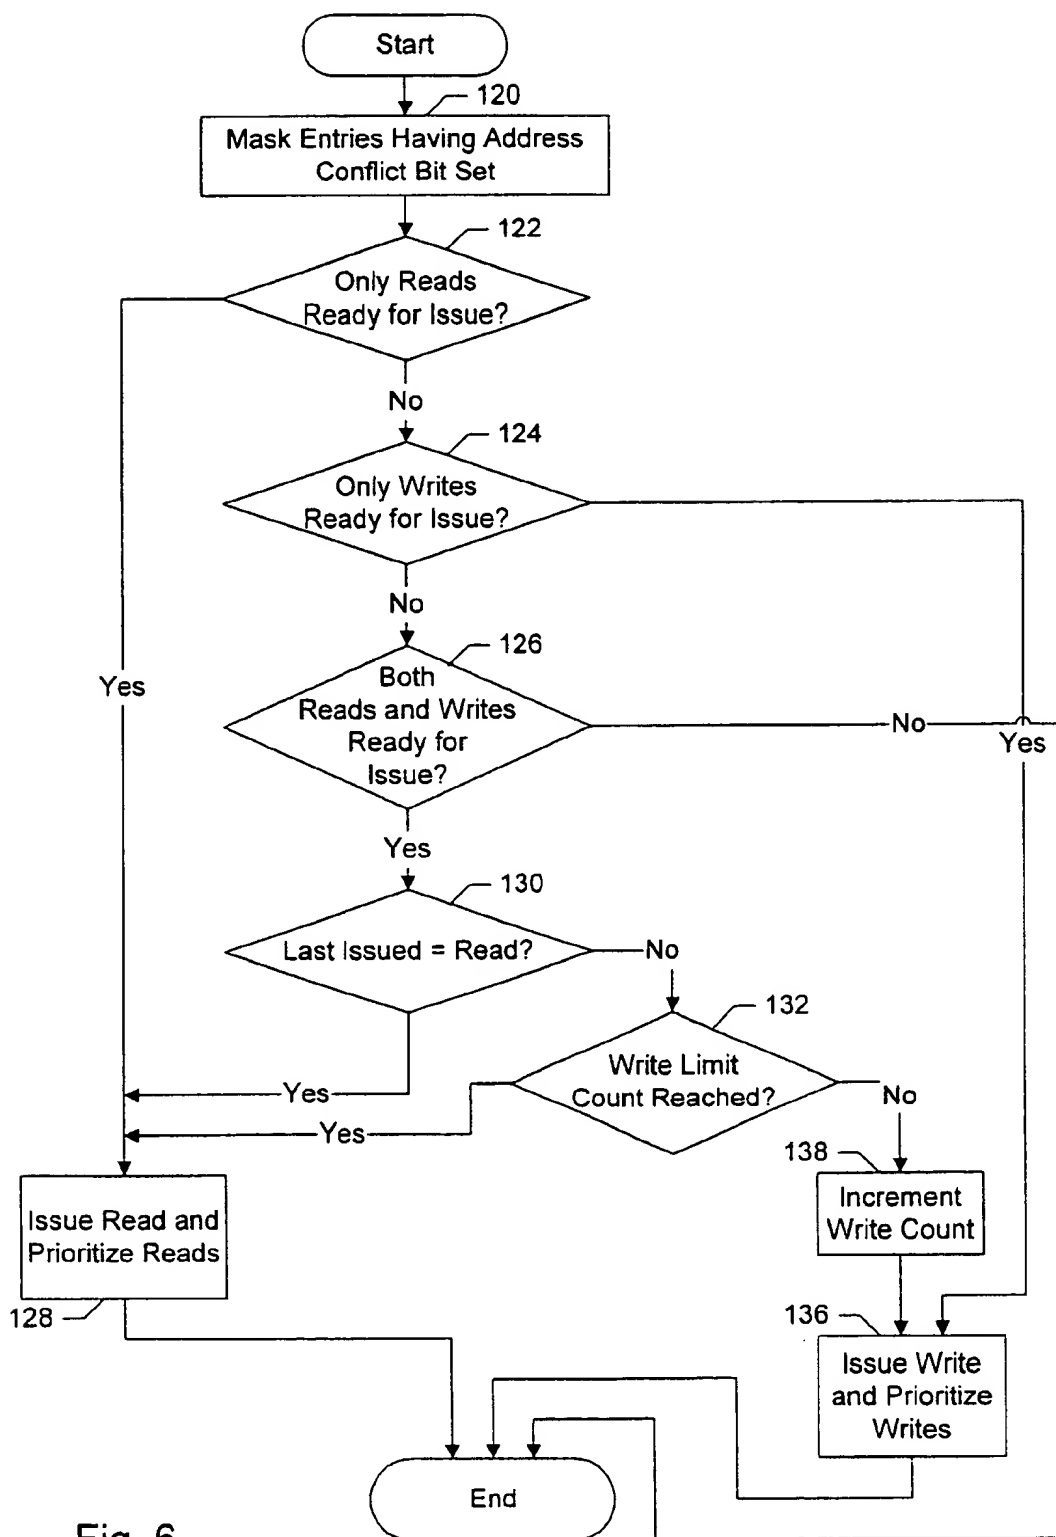 Start
120
Mask Entries Having Address
Conflict Bit Set
122
Only Reads
Ready for Issue?
No
124
Only Writes
Ready for Issue?
No
126
Both
Reads and Writes
Ready for
Issue?
Yes
No
Yes
Yes
130
Last Issued = Read?
No
132
Write Limit
Count Reached?
Yes
No
Yes
138
Increment
Write Count
Issue Read and
Prioritize Reads
128
136
Issue Write
and Prioritize
Writes
End
Fig. 6